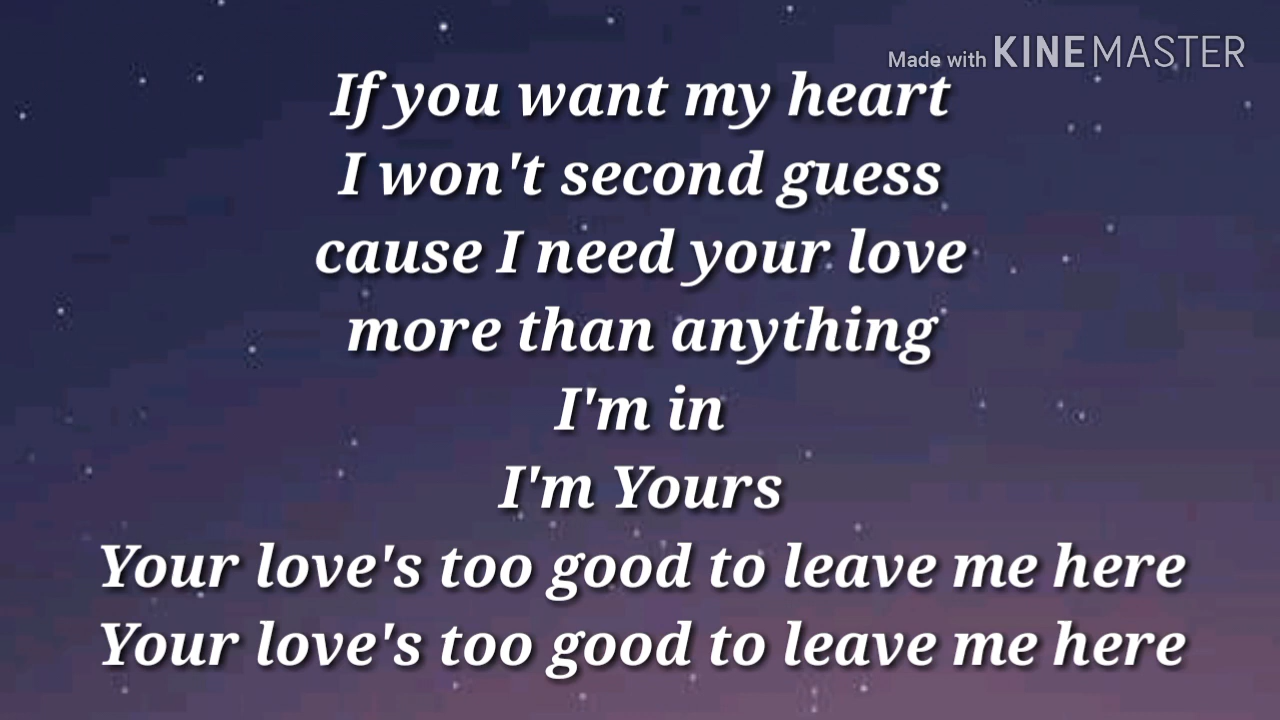 Made with KINEMASTER
If you want my heart
I won't second guess
cause I need your love
more than anything
I'm in
I'm Yours
Your love's too good to leave me here
Your love's too good to leave me here